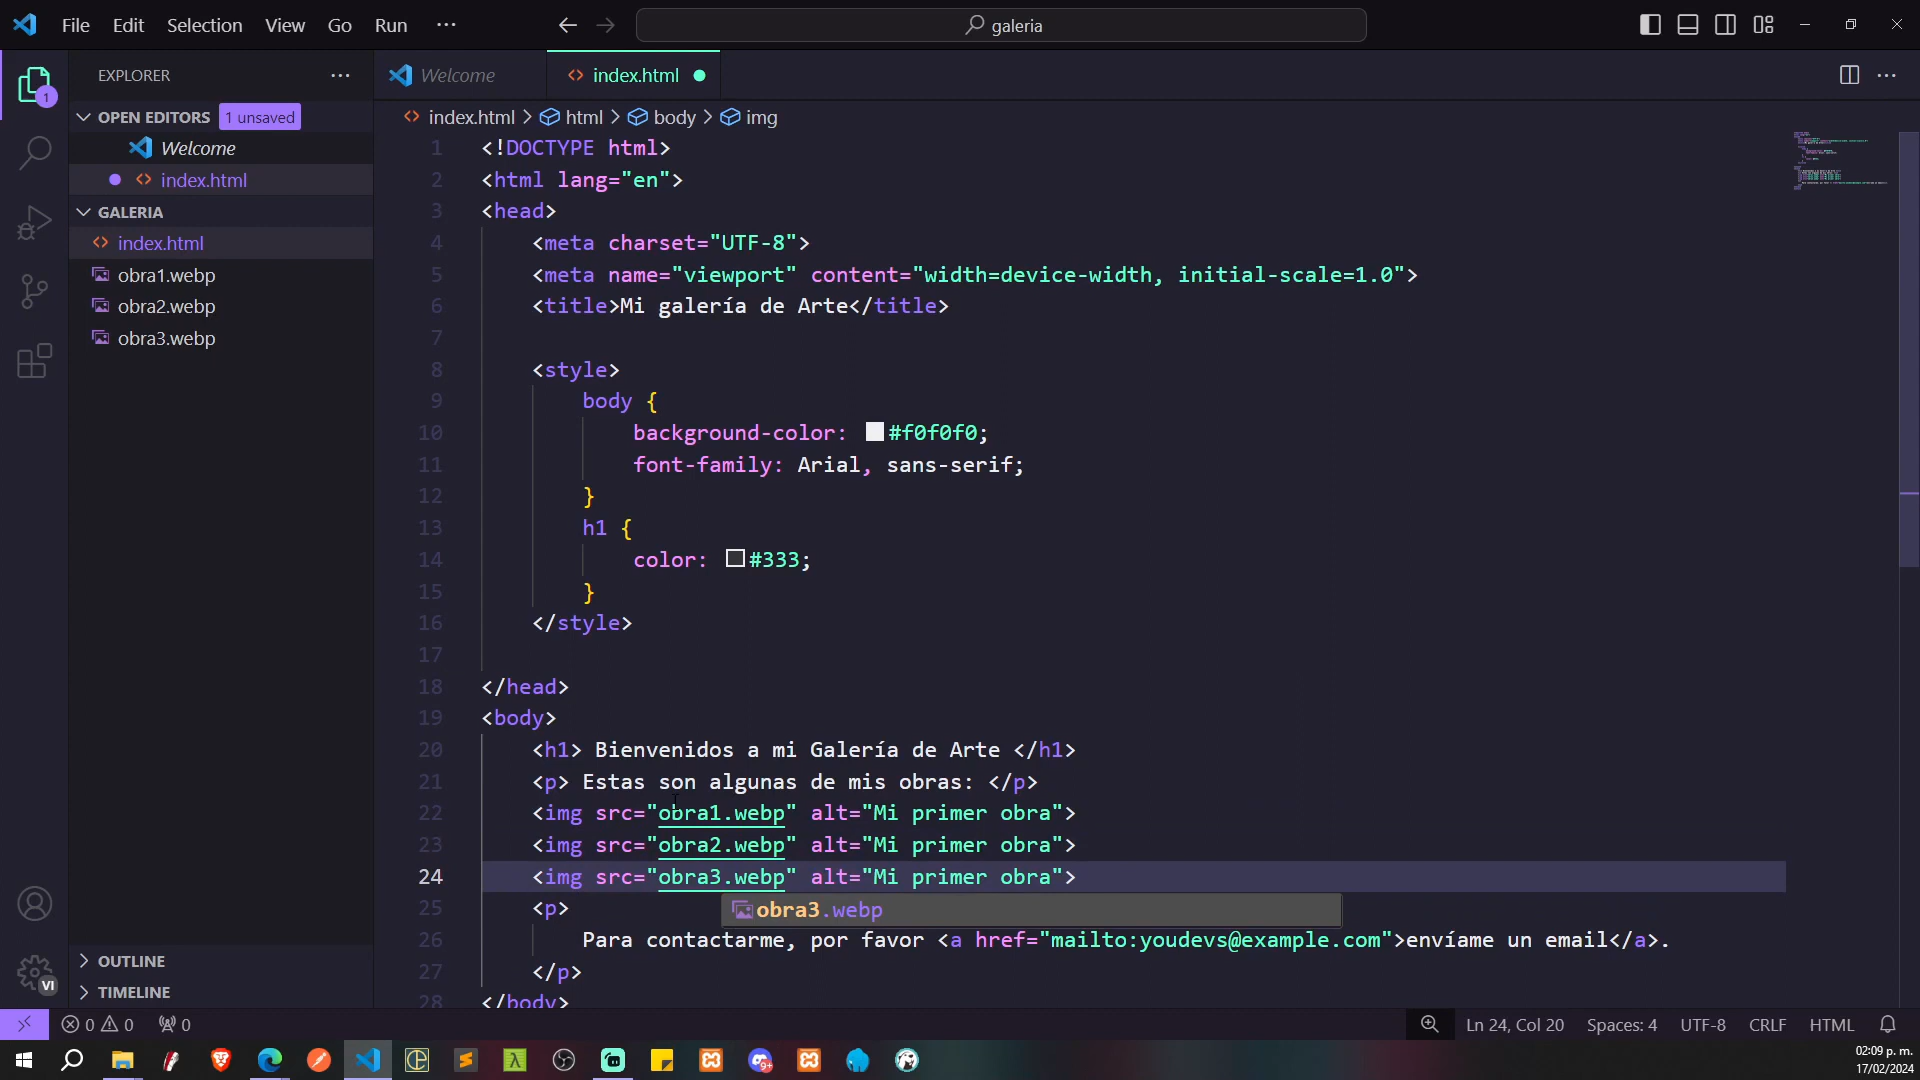 File Edit Selection View Go Run ··· galeria
EXPLORER ···
OPEN EDITORS 1 unsaved
Welcome
index.html
GALERIA
index.html
obra1.webp
obra2.webp
obra3.webp
OUTLINE
TIMELINE
1
VI
Welcome index.html
index.html > html > body > img
1 <!DOCTYPE html>
2 <html lang="en">
3 <head>
4 <meta charset="UTF-8">
5 <meta name="viewport" content="width=device-width, initial-scale=1.0">
6 <title>Mi galería de Arte</title>
7
8 <style>
9 body {
10 background-color: #f0f0f0;
11 font-family: Arial, sans-serif;
12 }
13 h1 {
14 color: #333;
15 }
16 </style>
17
18 </head>
19 <body>
20 <h1> Bienvenidos a mi Galería de Arte </h1>
21 <p> Estas son algunas de mis obras: </p>
22 <img src="obra1.webp" alt="Mi primer obra">
23 <img src="obra2.webp" alt="Mi primer obra">
24 <img src="obra3.webp" alt="Mi primer obra">
25 <p>
obra3.webp
26 Para contactarme, por favor <a href="mailto:youdevs@example.com">envíame un email</a>.
27 </p>
28 </body>
0 0 0 Ln 24, Col 20 Spaces: 4 UTF-8 CRLF HTML
02:09 p. m.
17/02/2024